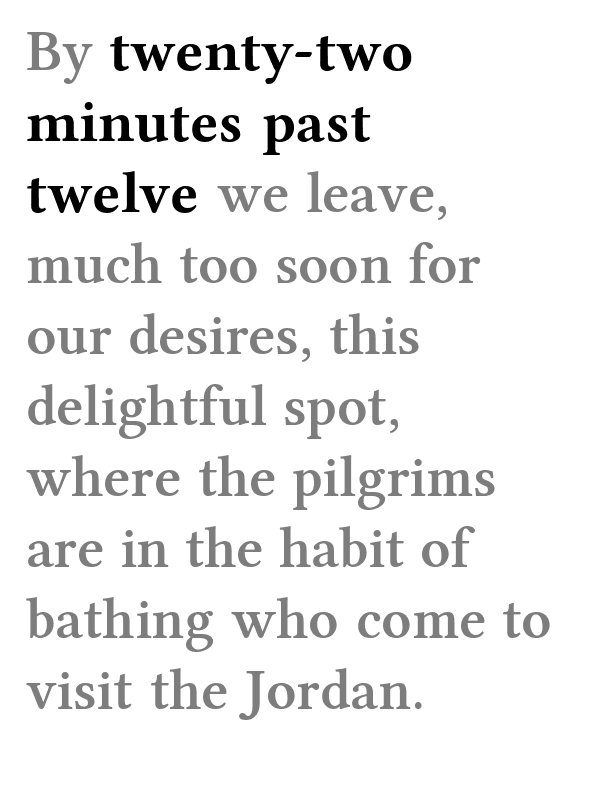 By twenty-two
minutes past
twelve we leave,
much too soon for
our desires, this
delightful spot,
where the pilgrims
are in the habit of
bathing who come to
visit the Jordan.